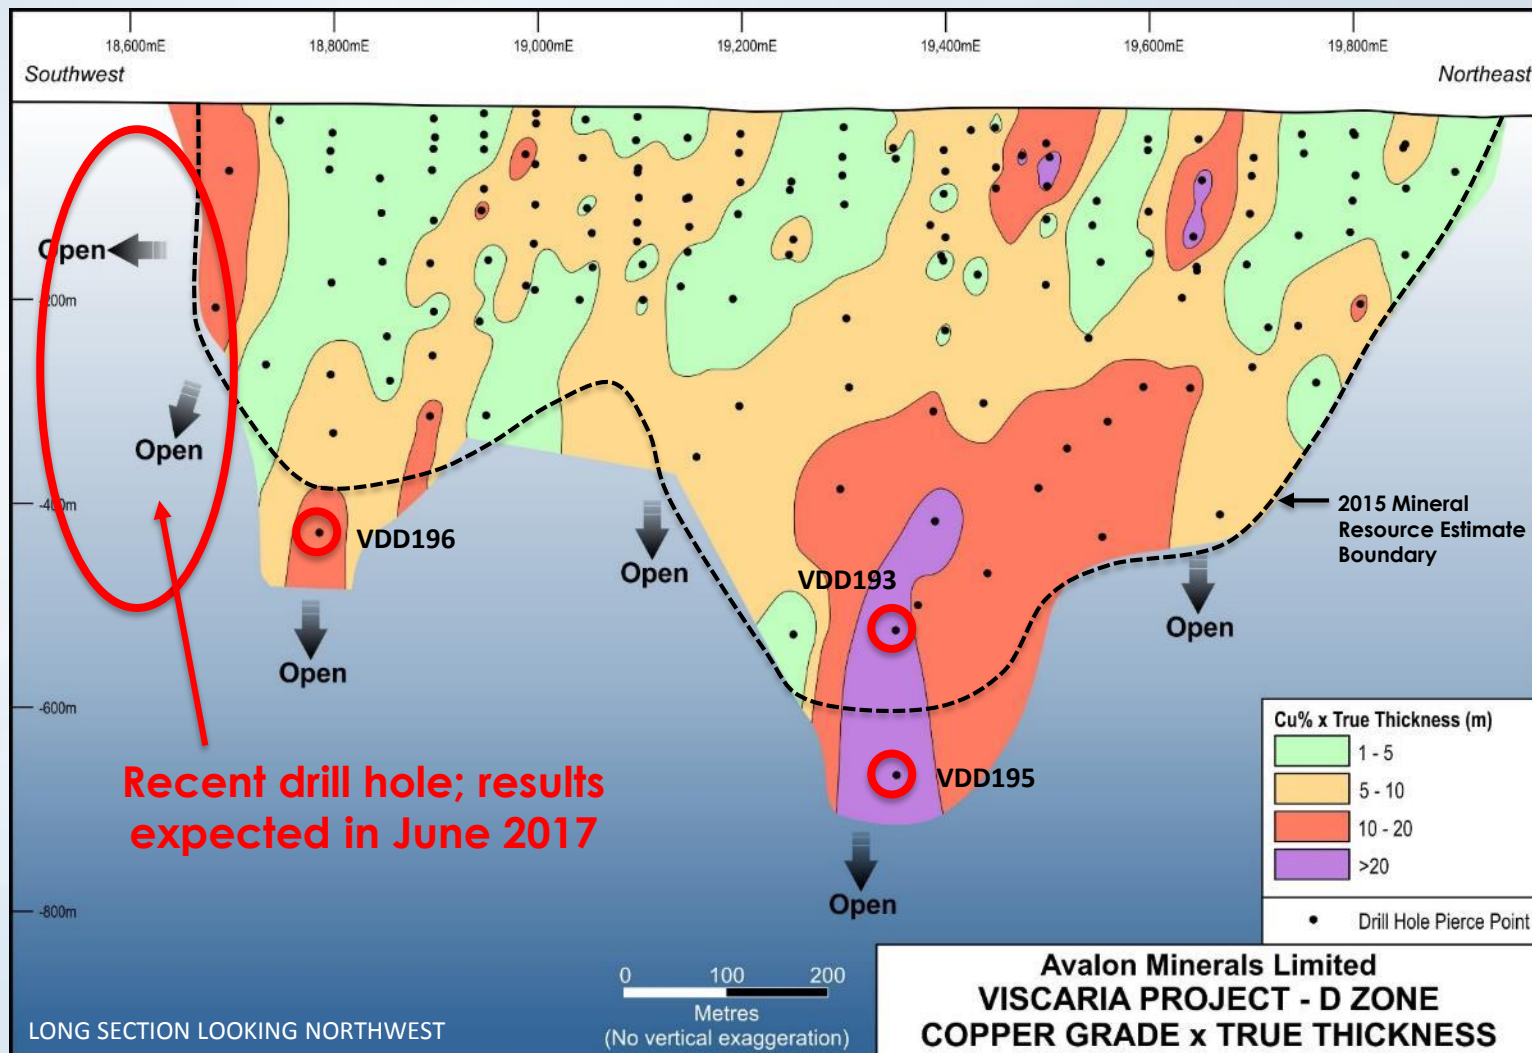 18,600mE
18,800mE
19,000mE
19,200mE
19,400mE
19,600mE
19,800mE
Southwest
Northeast
Open
-200m
Open
-400m
2015 Mineral
Resource Estimate
Boundary
VDD196
Open
VDD193
Open
Open
-600m
Recent drill hole; results
expected in June 2017
VDD195
Open
-800m
Cu% x True Thickness (m)
1 - 5
5 - 10
10 - 20
>20
Drill Hole Pierce Point
0 100 200
Metres
(No vertical exaggeration)
LONG SECTION LOOKING NORTHWEST
Avalon Minerals Limited
VISCARIA PROJECT - D ZONE
COPPER GRADE x TRUE THICKNESS